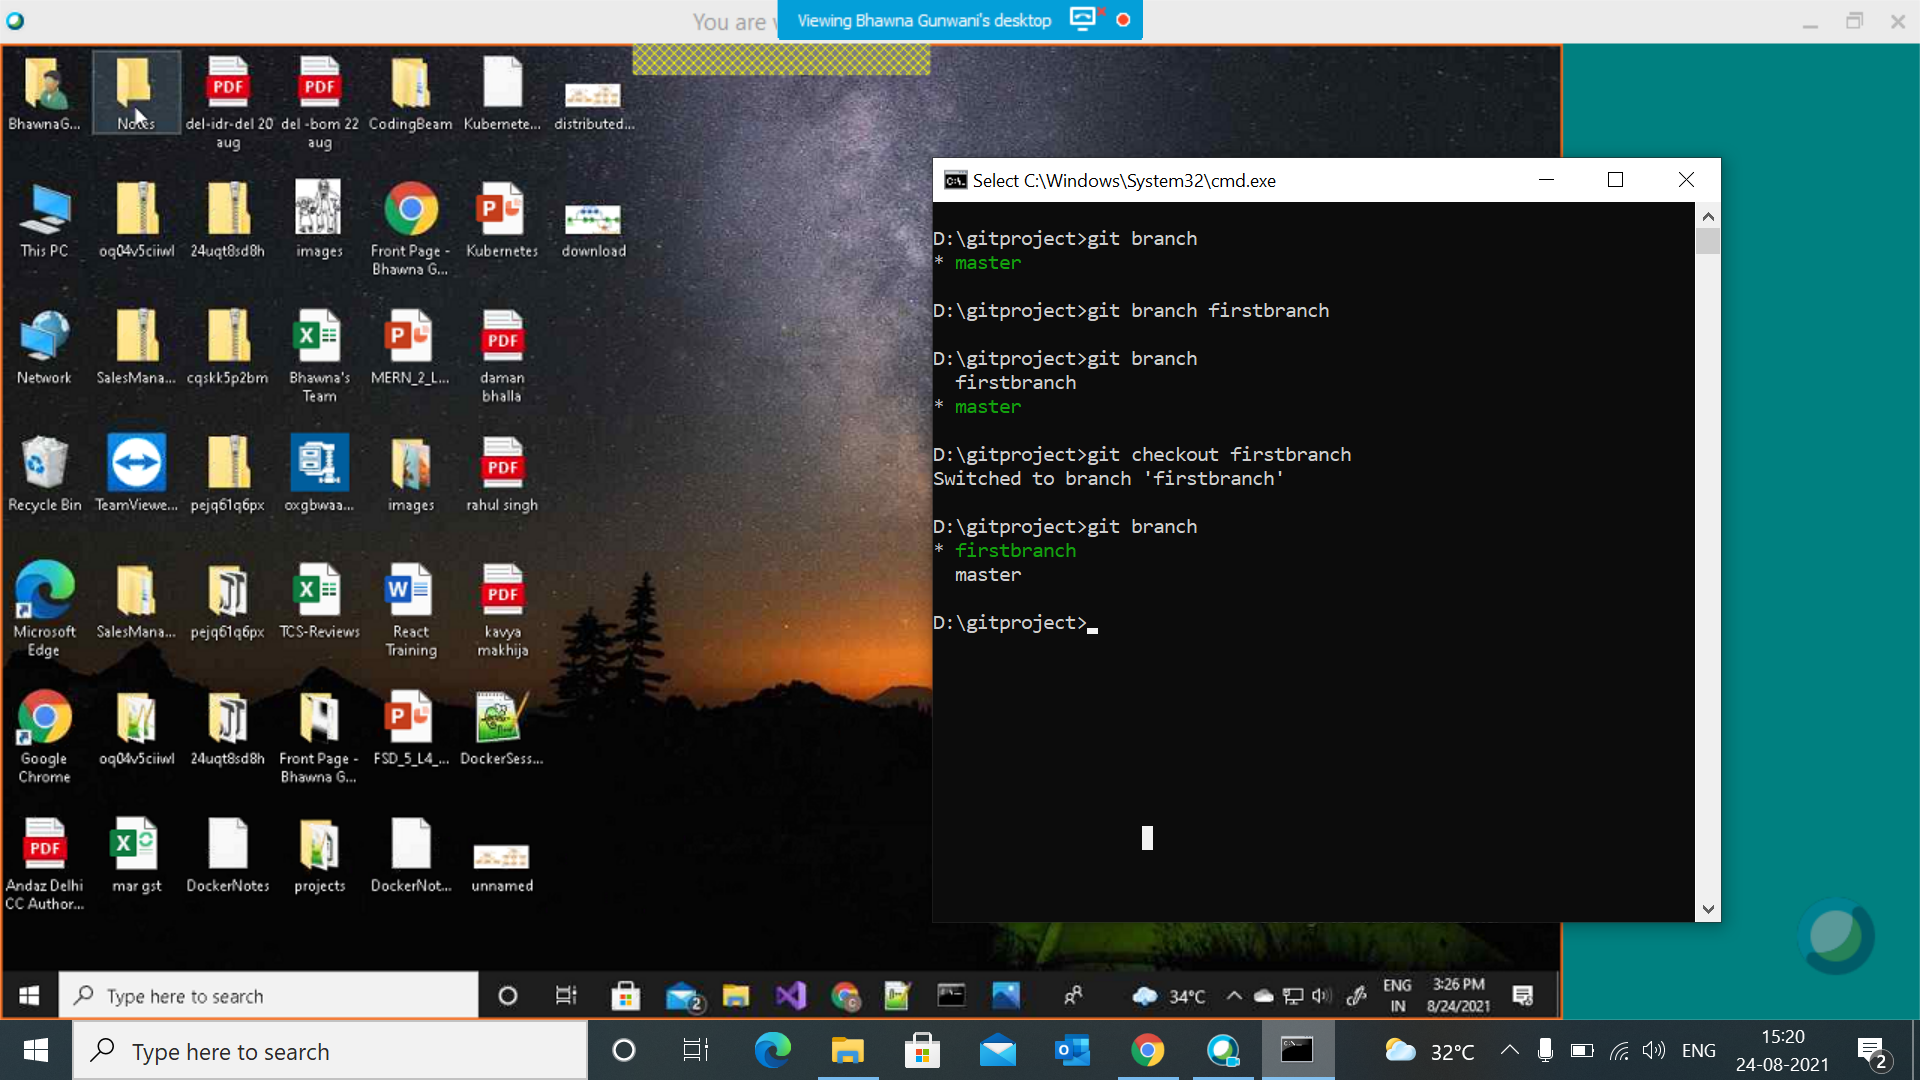 You are
Viewing Bhawna Gunwani's desktop
BhawnaG...
Notes
del-idr-del 20
aug
del -bom 22
aug
CodingBeam
Kubernete...
distributed...
This PC
oq04v5ciiwl
24uqt8sd8h
images
Front Page -
Bhawna G...
Kubernetes
download
Network
SalesMana...
cqskk5p2bm
Bhawna's
Team
MERN_2_L...
daman
bhalla
Recycle Bin
TeamViewe...
pejq61q6px
oxgbwaa...
images
rahul singh
Microsoft
Edge
SalesMana...
pejq61q6px
TCS-Reviews
React
Training
kavya
makhija
Google
Chrome
oq04v5ciiwl
24uqt8sd8h
Front Page -
Bhawna G...
FSD_5_L4_...
DockerSess...
Andaz Delhi
CC Author...
mar gst
DockerNotes
projects
DockerNot...
unnamed
Select C:\Windows\System32\cmd.exe
D:\gitproject>git branch
* master
D:\gitproject>git branch firstbranch
D:\gitproject>git branch
firstbranch
* master
D:\gitproject>git checkout firstbranch
Switched to branch 'firstbranch'
D:\gitproject>git branch
* firstbranch
master
D:\gitproject>
Type here to search
2
34°C
ENG
IN
3:26 PM
8/24/2021
Type here to search
32°C
ENG
15:20
24-08-2021
2